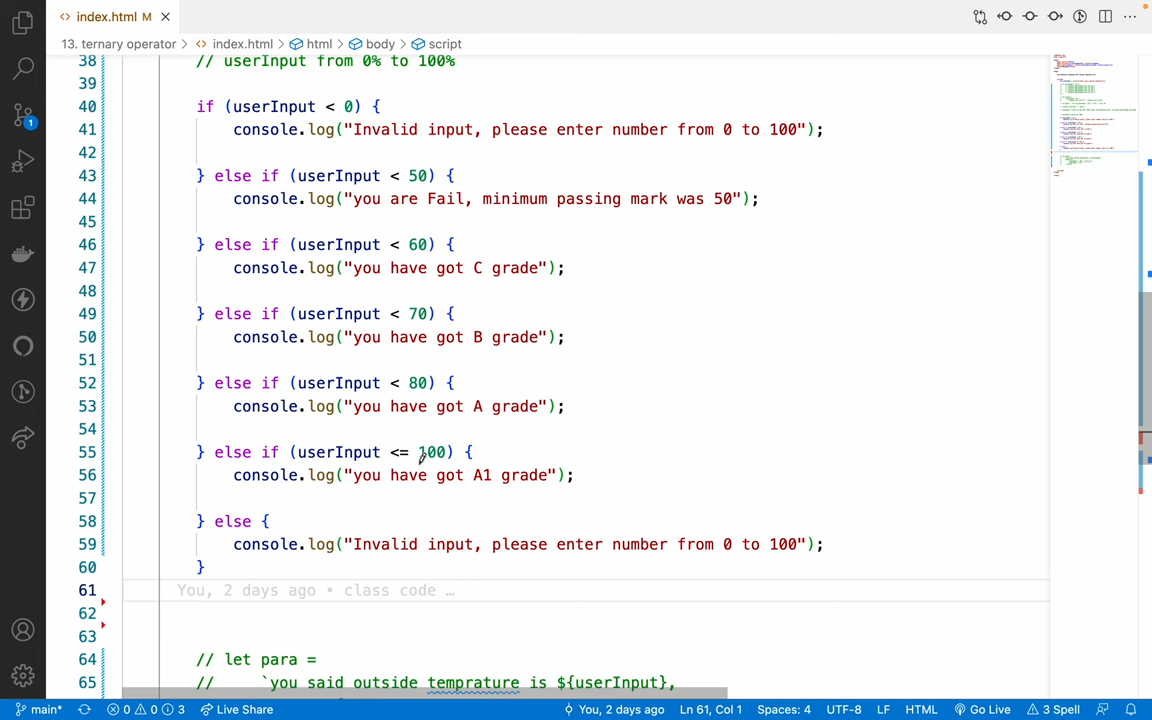 index.html M
13. ternary operator > index.html > html > body > script
38 // userInput from 0% to 100%
39
40 if (userInput < 0) {
41 console.log("Invalid input, please enter number from 0 to 100");
42
43 } else if (userInput < 50) {
44 console.log("you are Fail, minimum passing mark was 50");
45
46 } else if (userInput < 60) {
47 console.log("you have got C grade");
48
49 } else if (userInput < 70) {
50 console.log("you have got B grade");
51
52 } else if (userInput < 80) {
53 console.log("you have got A grade");
54
55 } else if (userInput <= 100) {
56 console.log("you have got A1 grade");
57
58 } else {
59 console.log("Invalid input, please enter number from 0 to 100");
60 }
61 You, 2 days ago • class code …
62
63
64 // let para =
65 // `you said outside temprature is ${userInput},
1
main* 0 0 3 Live Share You, 2 days ago Ln 61, Col 1 Spaces: 4 UTF-8 LF HTML Go Live 3 Spell